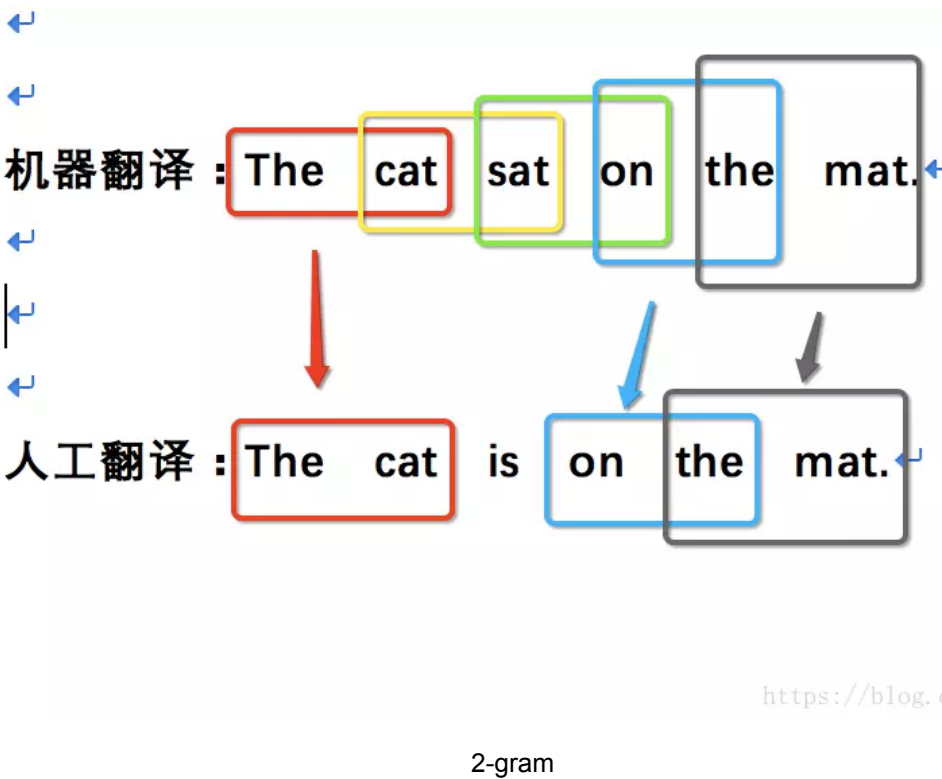 机器翻译：The cat sat on the mat.
人工翻译：The cat is on the mat.
https://blog.
2-gram